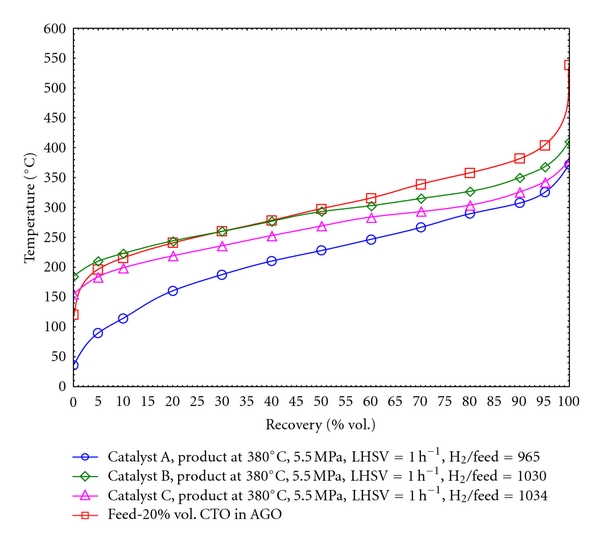 600
550
500
450
400
350
300
250
200
150
100
50
0
Temperature (°C)
0 5 10 20 30 40 50 60 70 80 90 95 100
Recovery (% vol.)
Catalyst A, product at 380°C, 5.5 MPa, LHSV = 1 h⁻¹, H₂/feed = 965
Catalyst B, product at 380°C, 5.5 MPa, LHSV = 1 h⁻¹, H₂/feed = 1030
Catalyst C, product at 380°C, 5.5 MPa, LHSV = 1 h⁻¹, H₂/feed = 1034
Feed-20% vol. CTO in AGO